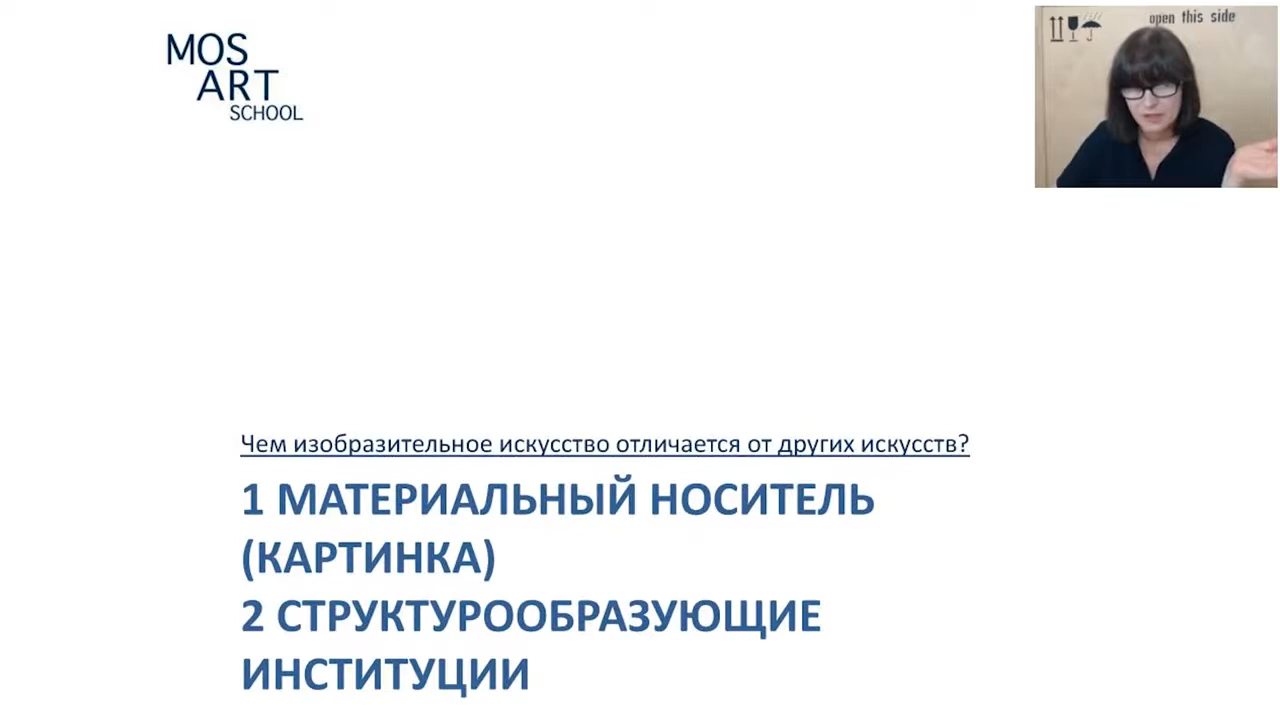 MOS
ART
SCHOOL
open this side
Чем изобразительное искусство отличается от других искусств?
1 МАТЕРИАЛЬНЫЙ НОСИТЕЛЬ
(КАРТИНКА)
2 СТРУКТУРООБРАЗУЮЩИЕ
ИНСТИТУЦИИ